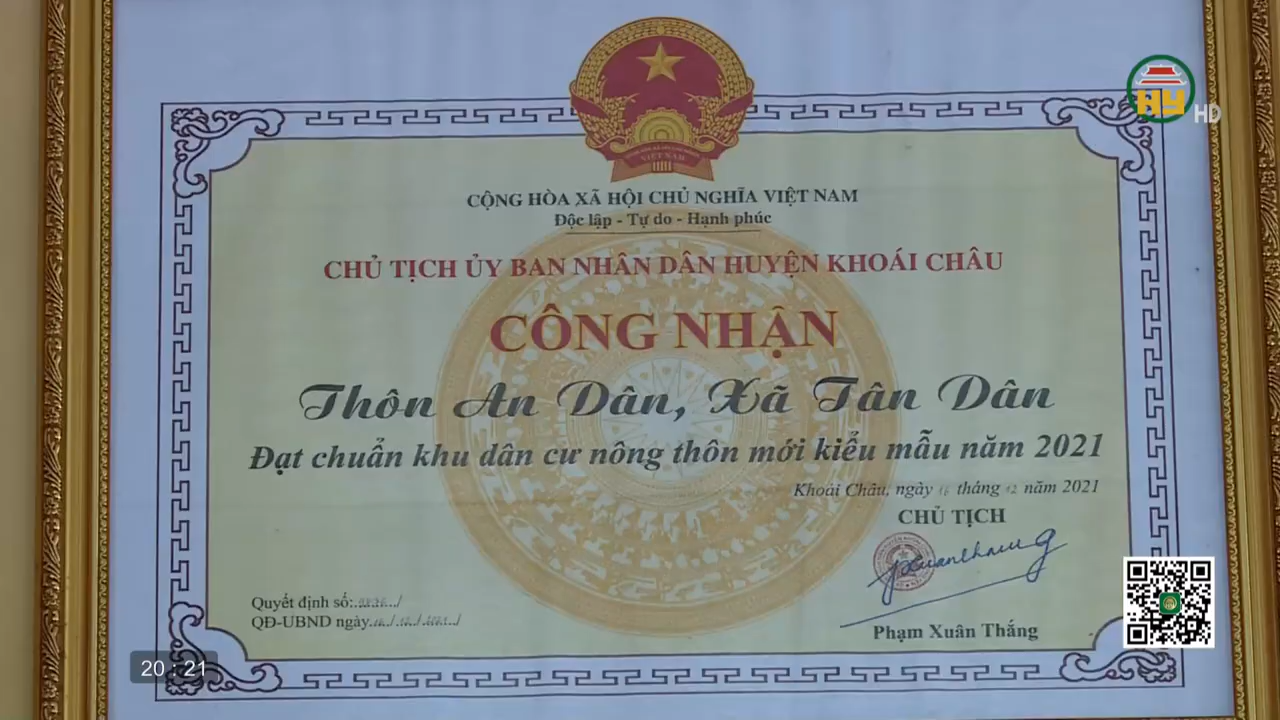 VIỆT NAM
HY HD
CỘNG HÒA XÃ HỘI CHỦ NGHĨA VIỆT NAM
Độc lập - Tự do - Hạnh phúc
CHỦ TỊCH ỦY BAN NHÂN DÂN HUYỆN KHOÁI CHÂU
CÔNG NHẬN
Thôn An Dân, Xã Tân Dân
Đạt chuẩn khu dân cư nông thôn mới kiểu mẫu năm 2021
Khoái Châu, ngày tháng 12 năm 2021
CHỦ TỊCH
Quyết định số:
QĐ-UBND ngày
Phạm Xuân Thắng
20 : 21